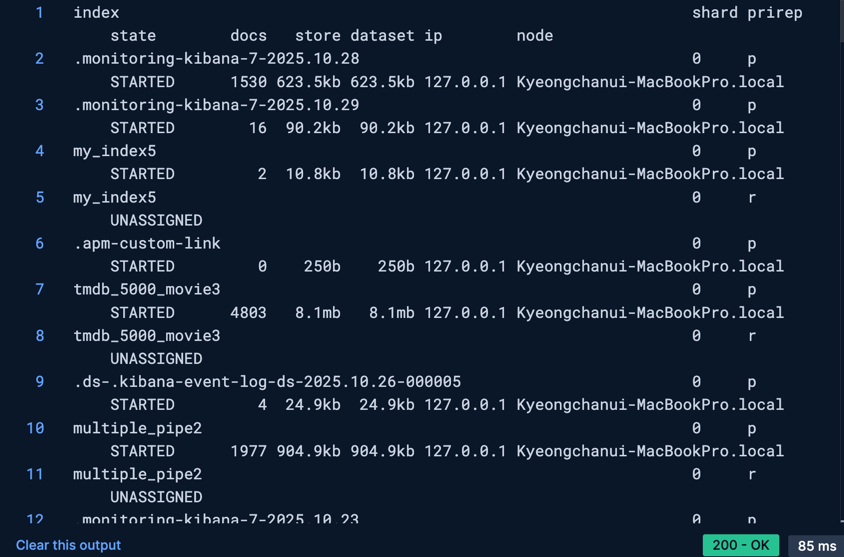 1 index shard prirep
state docs store dataset ip node
2 .monitoring-kibana-7-2025.10.28 0 p
STARTED 1530 623.5kb 623.5kb 127.0.0.1 Kyeongchanui-MacBookPro.local
3 .monitoring-kibana-7-2025.10.29 0 p
STARTED 16 90.2kb 90.2kb 127.0.0.1 Kyeongchanui-MacBookPro.local
4 my_index5 0 p
STARTED 2 10.8kb 10.8kb 127.0.0.1 Kyeongchanui-MacBookPro.local
5 my_index5 0 r
UNASSIGNED
6 .apm-custom-link 0 p
STARTED 0 250b 250b 127.0.0.1 Kyeongchanui-MacBookPro.local
7 tmdb_5000_movie3 0 p
STARTED 4803 8.1mb 8.1mb 127.0.0.1 Kyeongchanui-MacBookPro.local
8 tmdb_5000_movie3 0 r
UNASSIGNED
9 .ds-.kibana-event-log-ds-2025.10.26-000005 0 p
STARTED 4 24.9kb 24.9kb 127.0.0.1 Kyeongchanui-MacBookPro.local
10 multiple_pipe2 0 p
STARTED 1977 904.9kb 904.9kb 127.0.0.1 Kyeongchanui-MacBookPro.local
11 multiple_pipe2 0 r
UNASSIGNED
12 .monitoring-kibana-7-2025.10.23 0 p
Clear this output 200 - OK 85 ms